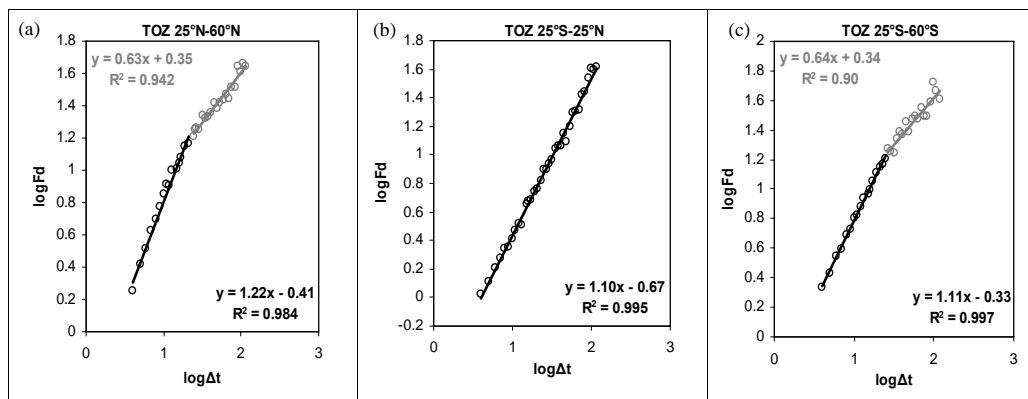 (a)
TOZ 25°N-60°N
1.8
1.6
1.4
1.2
1
0.8
0.6
0.4
0.2
0
y = 0.63x + 0.35
R² = 0.942
y = 1.22x - 0.41
R² = 0.984
0 1 2 3
logFd
logΔt
(b)
TOZ 25°S-25°N
1.8
1.6
1.4
1.2
1
0.8
0.6
0.4
0.2
0
-0.2
y = 1.10x - 0.67
R² = 0.995
0 1 2 3
logFd
logΔt
(c)
TOZ 25°S-60°S
2
1.8
1.6
1.4
1.2
1
0.8
0.6
0.4
0.2
0
y = 0.64x + 0.34
R² = 0.90
y = 1.11x - 0.33
R² = 0.997
0 1 2 3
logFd
logΔt